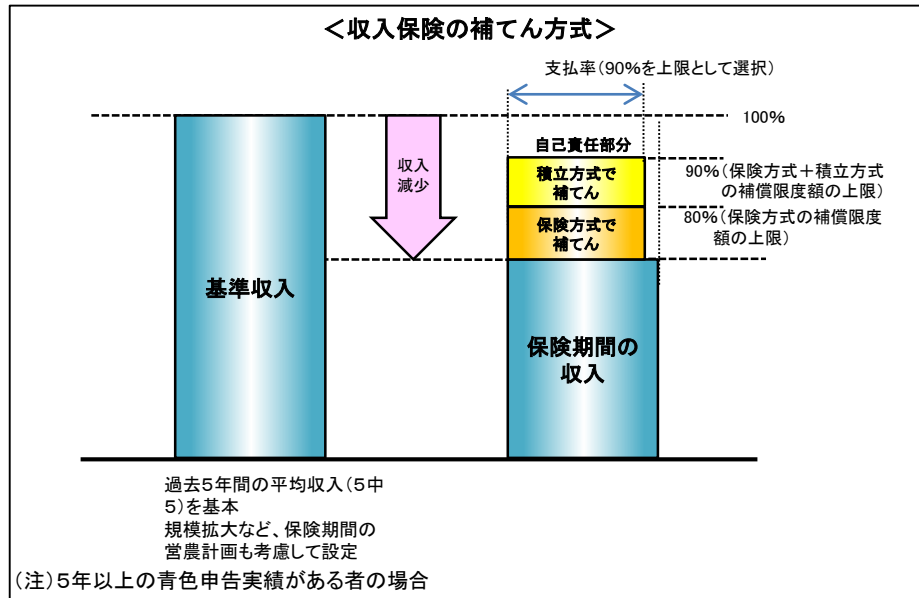 ＜収入保険の補てん方式＞
支払率（90％を上限として選択）
100％
自己責任部分
収入
減少
積立方式で
補てん
90％（保険方式＋積立方式
の補償限度額の上限）
保険方式で
補てん
80％（保険方式の補償限度
額の上限）
基準収入
保険期間の
収入
過去５年間の平均収入（５中
５）を基本
規模拡大など、保険期間の
営農計画も考慮して設定
（注）５年以上の青色申告実績がある者の場合